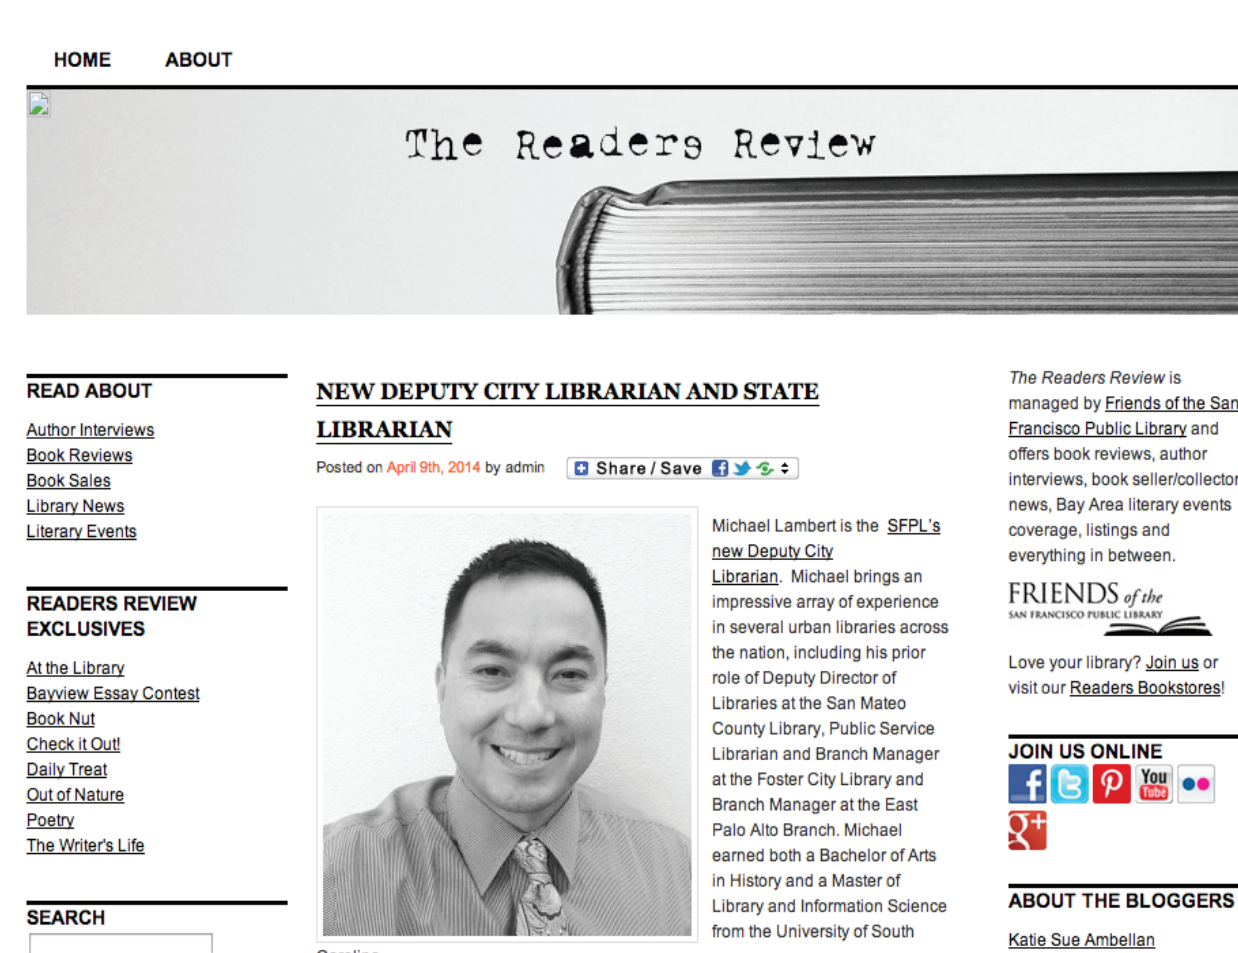 HOME ABOUT
The Readers Review
READ ABOUT
Author Interviews
Book Reviews
Book Sales
Library News
Literary Events
READERS REVIEW
EXCLUSIVES
At the Library
Bayview Essay Contest
Book Nut
Check it Out!
Daily Treat
Out of Nature
Poetry
The Writer's Life
SEARCH
NEW DEPUTY CITY LIBRARIAN AND STATE
LIBRARIAN
Posted on April 9th, 2014 by admin Share / Save
Michael Lambert is the SFPL's
new Deputy City
Librarian. Michael brings an
impressive array of experience
in several urban libraries across
the nation, including his prior
role of Deputy Director of
Libraries at the San Mateo
County Library, Public Service
Librarian and Branch Manager
at the Foster City Library and
Branch Manager at the East
Palo Alto Branch. Michael
earned both a Bachelor of Arts
in History and a Master of
Library and Information Science
from the University of South
The Readers Review is
managed by Friends of the San
Francisco Public Library and
offers book reviews, author
interviews, book seller/collector
news, Bay Area literary events
coverage, listings and
everything in between.
FRIENDS of the
SAN FRANCISCO PUBLIC LIBRARY
Love your library? Join us or
visit our Readers Bookstores!
JOIN US ONLINE
You
Tube
g+
ABOUT THE BLOGGERS
Katie Sue Ambellan